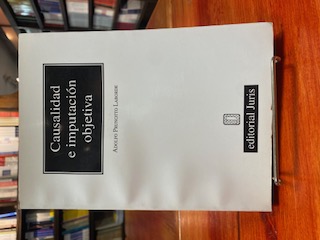 Causalidad
e imputación
objetiva
ADOLFO PRUNOTTO LABORDE
editorial Juris